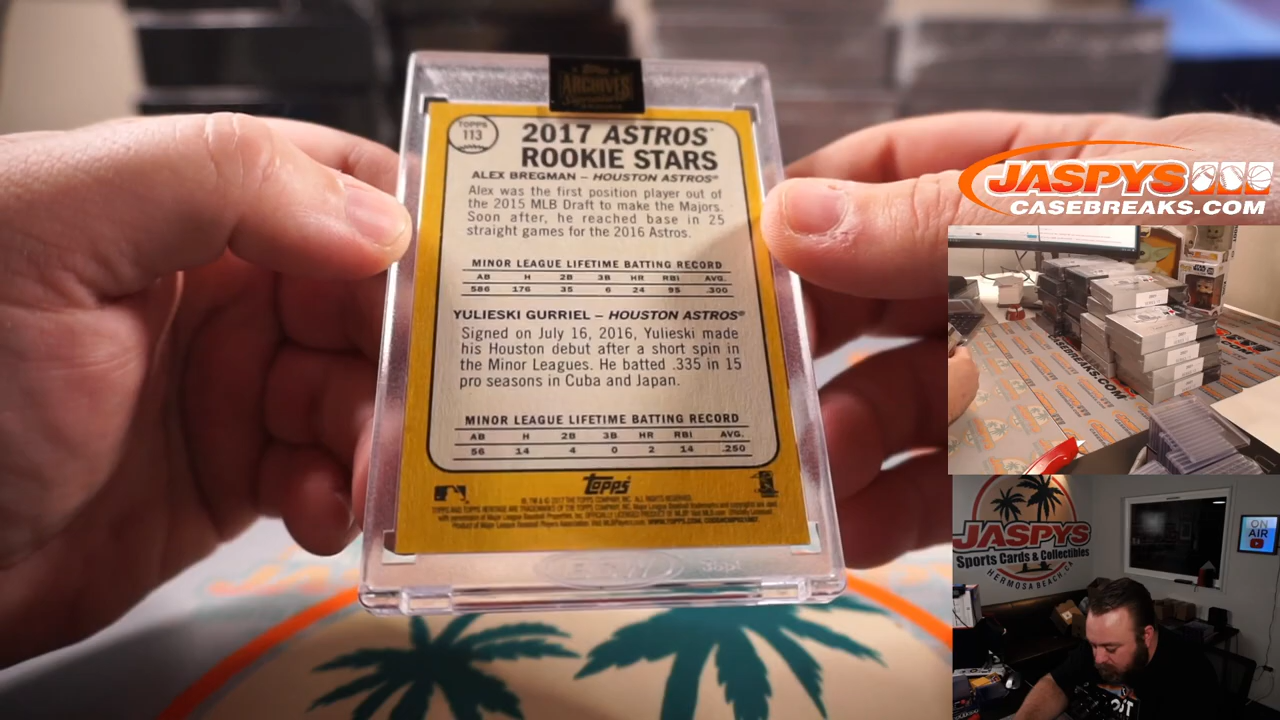 ARCHIVES
TOPPS
113
2017 ASTROS®
ROOKIE STARS
ALEX BREGMAN – HOUSTON ASTROS®
Alex was the first position player out of
the 2015 MLB Draft to make the Majors.
Soon after, he reached base in 25
straight games for the 2016 Astros.
MINOR LEAGUE LIFETIME BATTING RECORD
AB H 2B 3B HR RBI AVG.
586 176 35 6 24 95 .300
YULIESKI GURRIEL – HOUSTON ASTROS®
Signed on July 16, 2016, Yulieski made
his Houston debut after a short spin in
the Minor Leagues. He batted .335 in 15
pro seasons in Cuba and Japan.
MINOR LEAGUE LIFETIME BATTING RECORD
AB H 2B 3B HR RBI AVG.
56 14 4 0 2 14 .250
Topps
JASPYS
CASEBREAKS.COM
JASPYS
CASEBREAKS.COM
JASPYS
Sports Cards & Collectibles
HERMOSA BEACH, CA
ON
AIR